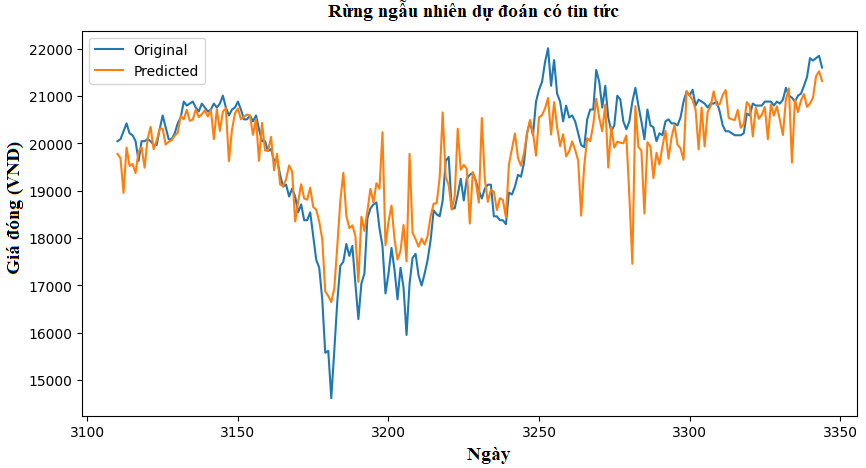 Rừng ngẫu nhiên dự đoán có tin tức
Original
Predicted
Giá đóng (VND)
22000
21000
20000
19000
18000
17000
16000
15000
3100
3150
3200
3250
3300
3350
Ngày